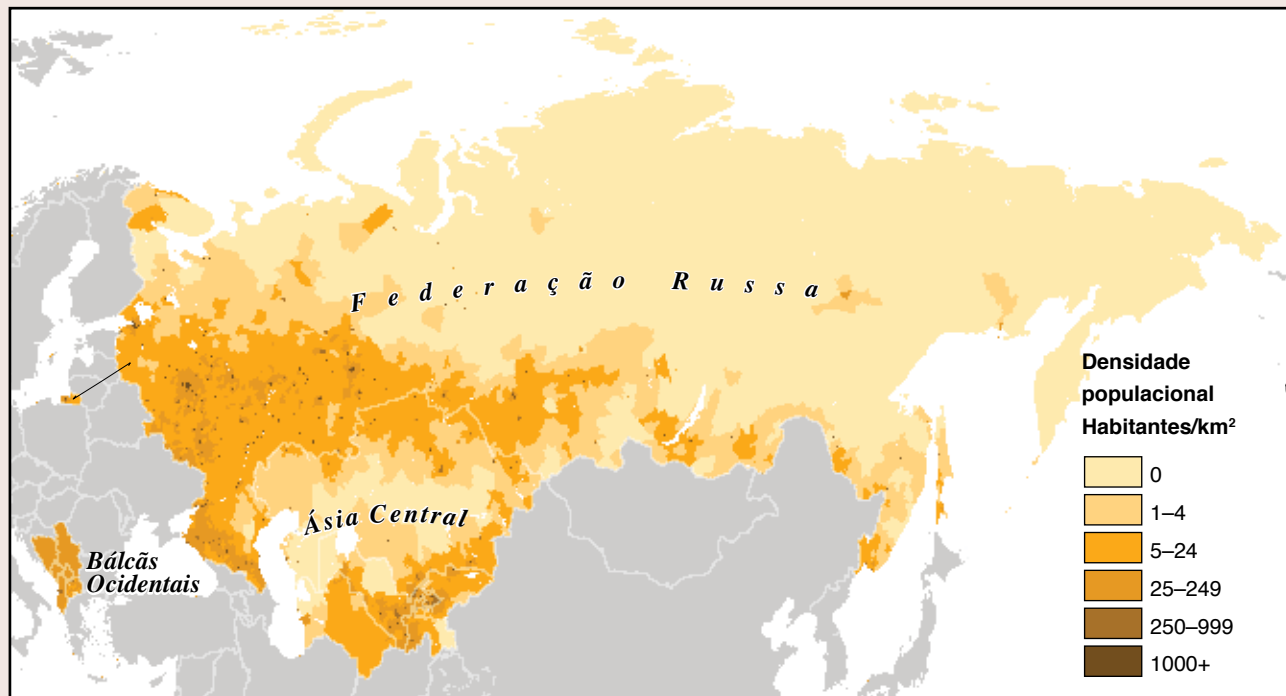 Federação Russa
Ásia Central
Bálcãs
Ocidentais
Densidade
populacional
Habitantes/km²
0
1–4
5–24
25–249
250–999
1000+